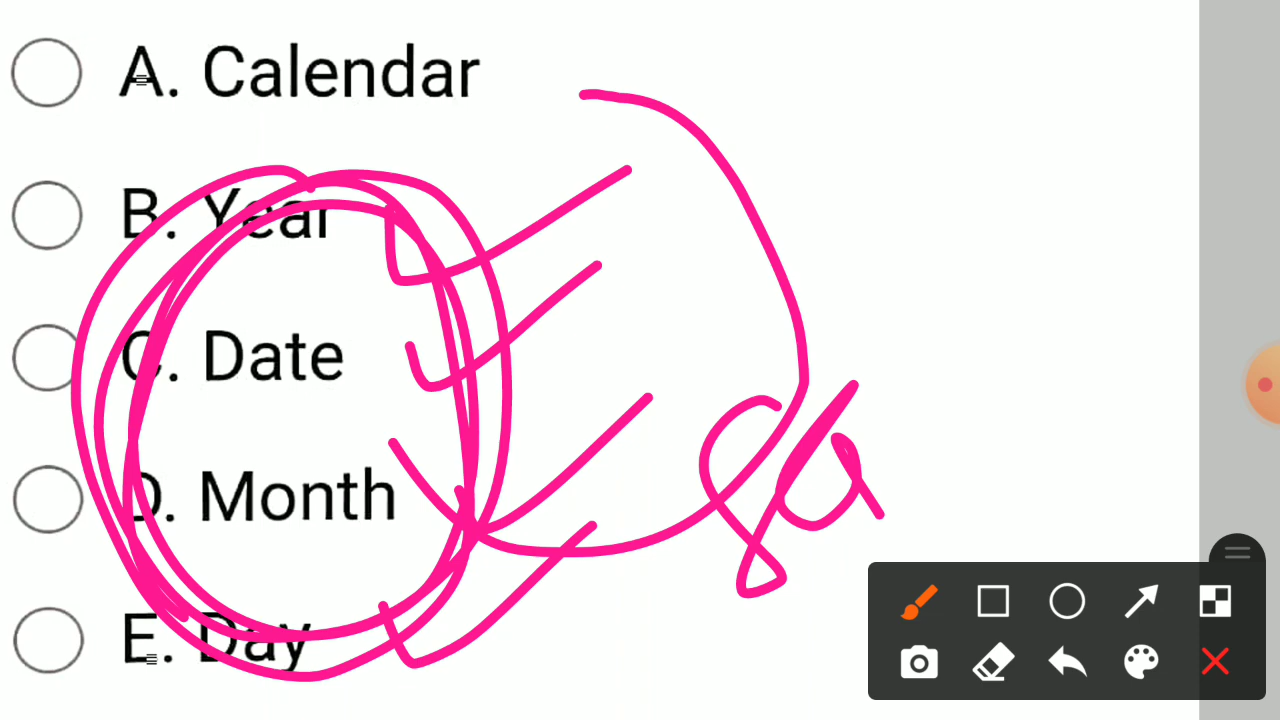 A. Calendar
B. Year
C. Date
D. Month
E. Day